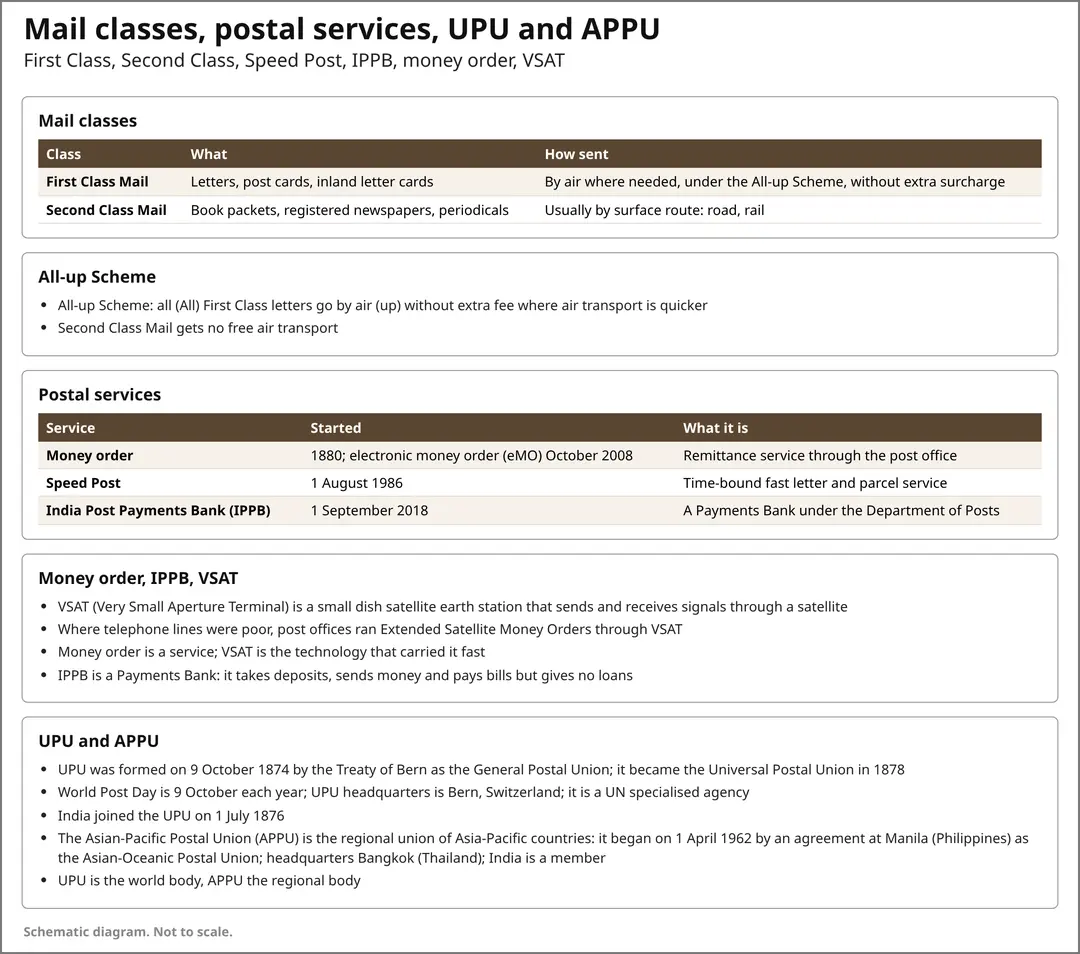 Mail classes, postal services, UPU and APPU
First Class, Second Class, Speed Post, IPPB, money order, VSAT
Mail classes
Class What How sent
First Class Mail Letters, post cards, inland letter cards By air where needed, under the All-up Scheme, without extra surcharge
Second Class Mail Book packets, registered newspapers, periodicals Usually by surface route: road, rail
All-up Scheme
• All-up Scheme: all (All) First Class letters go by air (up) without extra fee where air transport is quicker
• Second Class Mail gets no free air transport
Postal services
Service Started What it is
Money order 1880; electronic money order (eMO) October 2008 Remittance service through the post office
Speed Post 1 August 1986 Time-bound fast letter and parcel service
India Post Payments Bank (IPPB) 1 September 2018 A Payments Bank under the Department of Posts
Money order, IPPB, VSAT
• VSAT (Very Small Aperture Terminal) is a small dish satellite earth station that sends and receives signals through a satellite
• Where telephone lines were poor, post offices ran Extended Satellite Money Orders through VSAT
• Money order is a service; VSAT is the technology that carried it fast
• IPPB is a Payments Bank: it takes deposits, sends money and pays bills but gives no loans
UPU and APPU
• UPU was formed on 9 October 1874 by the Treaty of Bern as the General Postal Union; it became the Universal Postal Union in 1878
• World Post Day is 9 October each year; UPU headquarters is Bern, Switzerland; it is a UN specialised agency
• India joined the UPU on 1 July 1876
• The Asian-Pacific Postal Union (APPU) is the regional union of Asia-Pacific countries: it began on 1 April 1962 by an agreement at Manila (Philippines) as
the Asian-Oceanic Postal Union; headquarters Bangkok (Thailand); India is a member
• UPU is the world body, APPU the regional body
Schematic diagram. Not to scale.